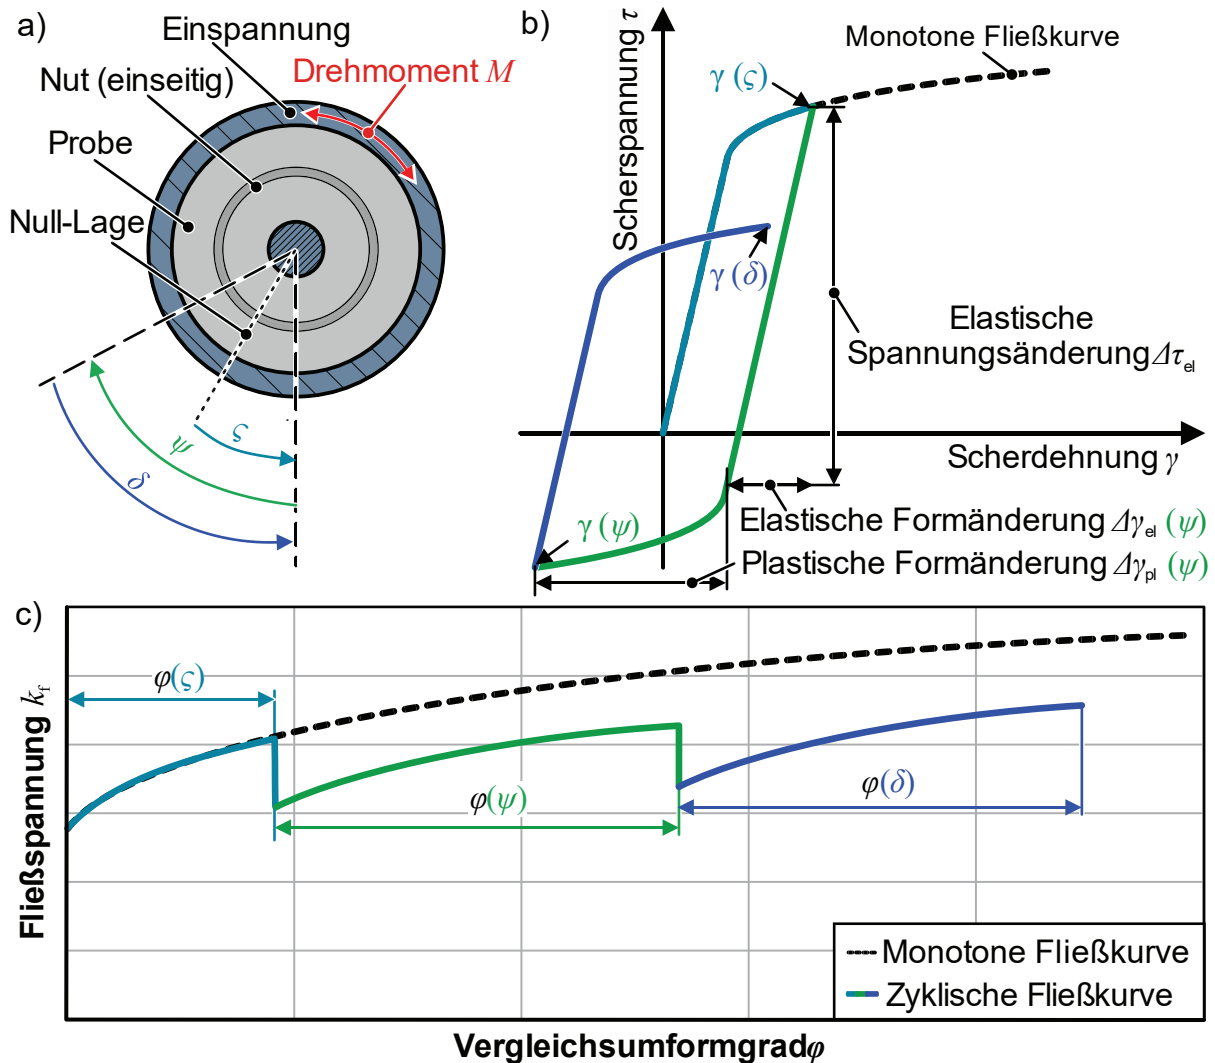 a)
Einspannung
Drehmoment M
Nut (einseitig)
Probe
Null-Lage
ς
ψ
δ
b)
Scherspannung τ
Monotone Fließkurve
γ (ς)
γ (δ)
Elastische
Spannungsänderung Δτel
Scherdehnung γ
γ (ψ)
Elastische Formänderung Δγel (ψ)
Plastische Formänderung Δγpl (ψ)
c)
Fließspannung kf
φ(ς)
φ(ψ)
φ(δ)
Monotone Fließkurve
Zyklische Fließkurve
Vergleichsumformgradφ